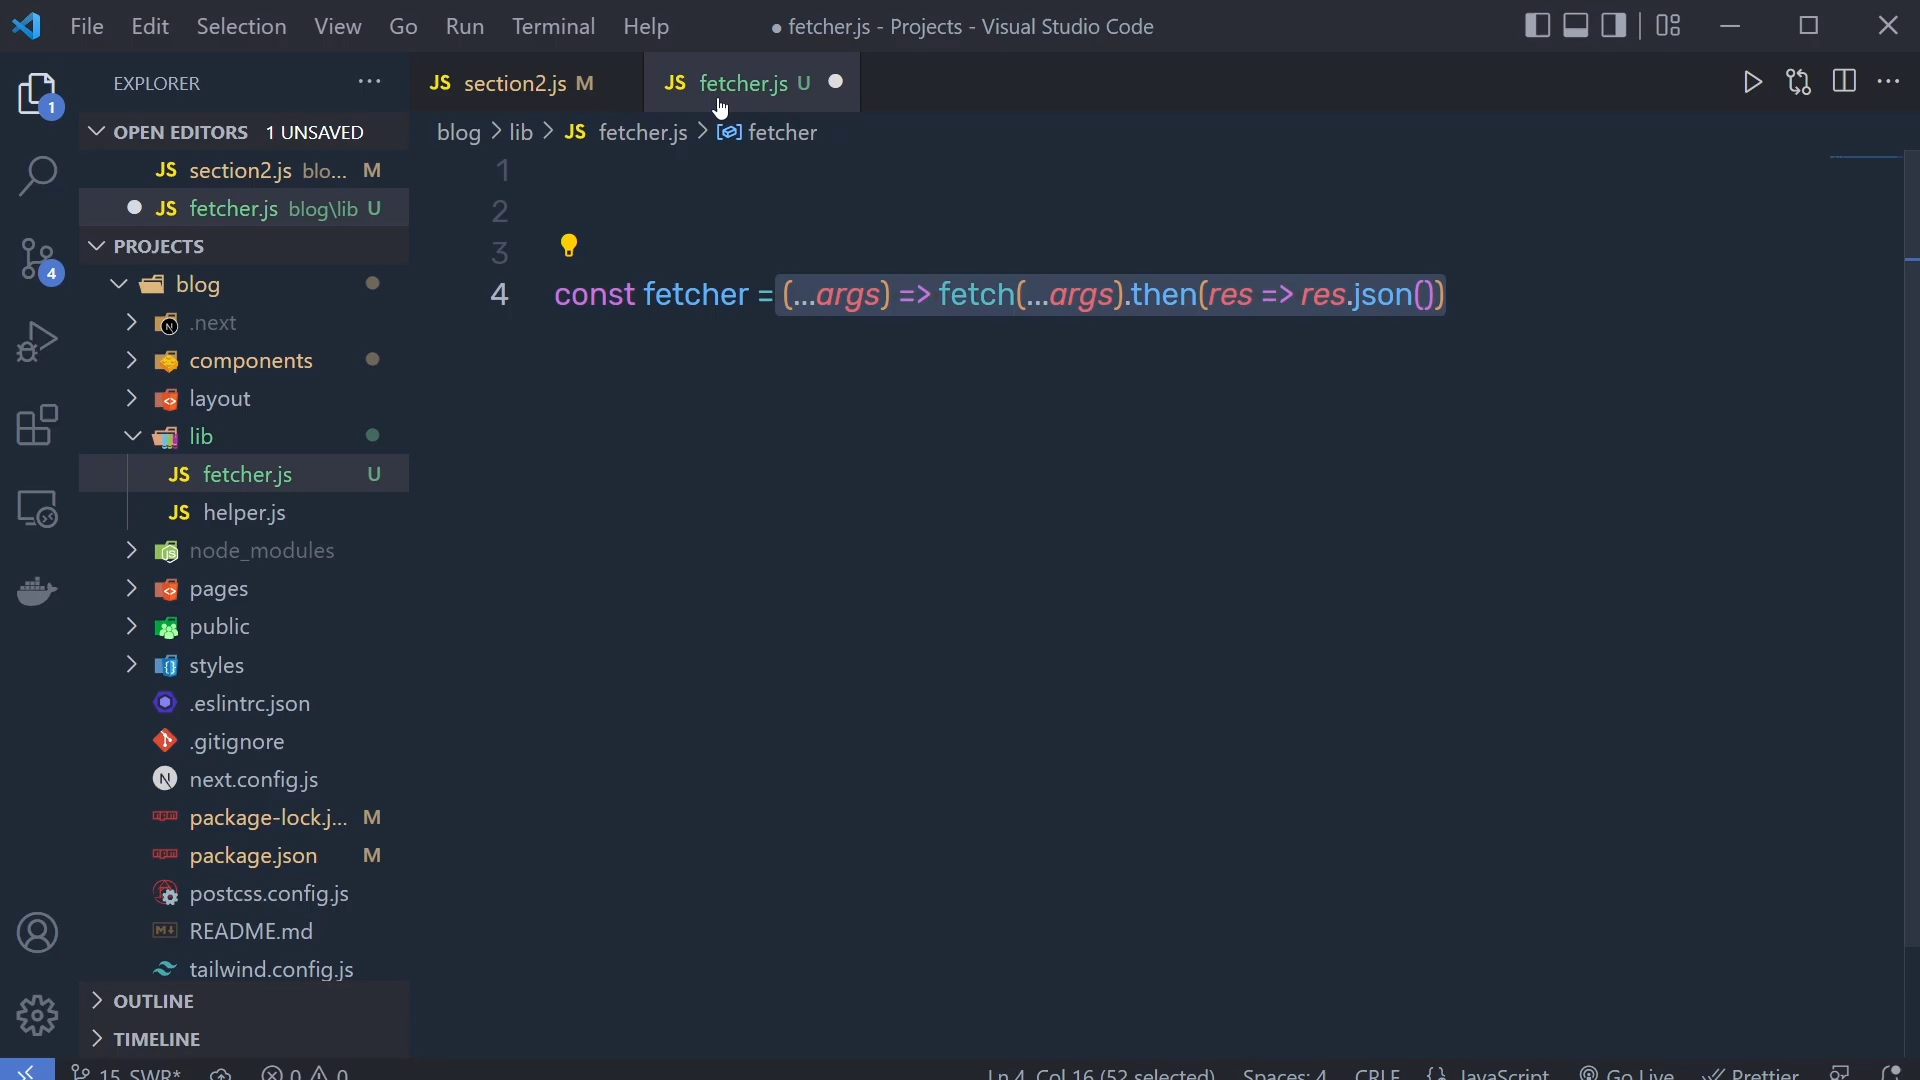 File Edit Selection View Go Run Terminal Help ● fetcher.js - Projects - Visual Studio Code
EXPLORER ···
JS section2.js M JS fetcher.js U
1
OPEN EDITORS 1 UNSAVED
blog > lib > JS fetcher.js > fetcher
JS section2.js blo... M
JS fetcher.js blog\lib U
PROJECTS
4
blog
.next
components
layout
lib
JS fetcher.js U
JS helper.js
node_modules
pages
public
styles
.eslintrc.json
.gitignore
next.config.js
package-lock.j... M
package.json M
postcss.config.js
README.md
tailwind.config.js
OUTLINE
TIMELINE
1
2
3
4 const fetcher = (...args) => fetch(...args).then(res => res.json())
15_SWR* 0 0 Ln 4, Col 16 (52 selected) Spaces: 4 CRLF {} JavaScript Go Live Prettier